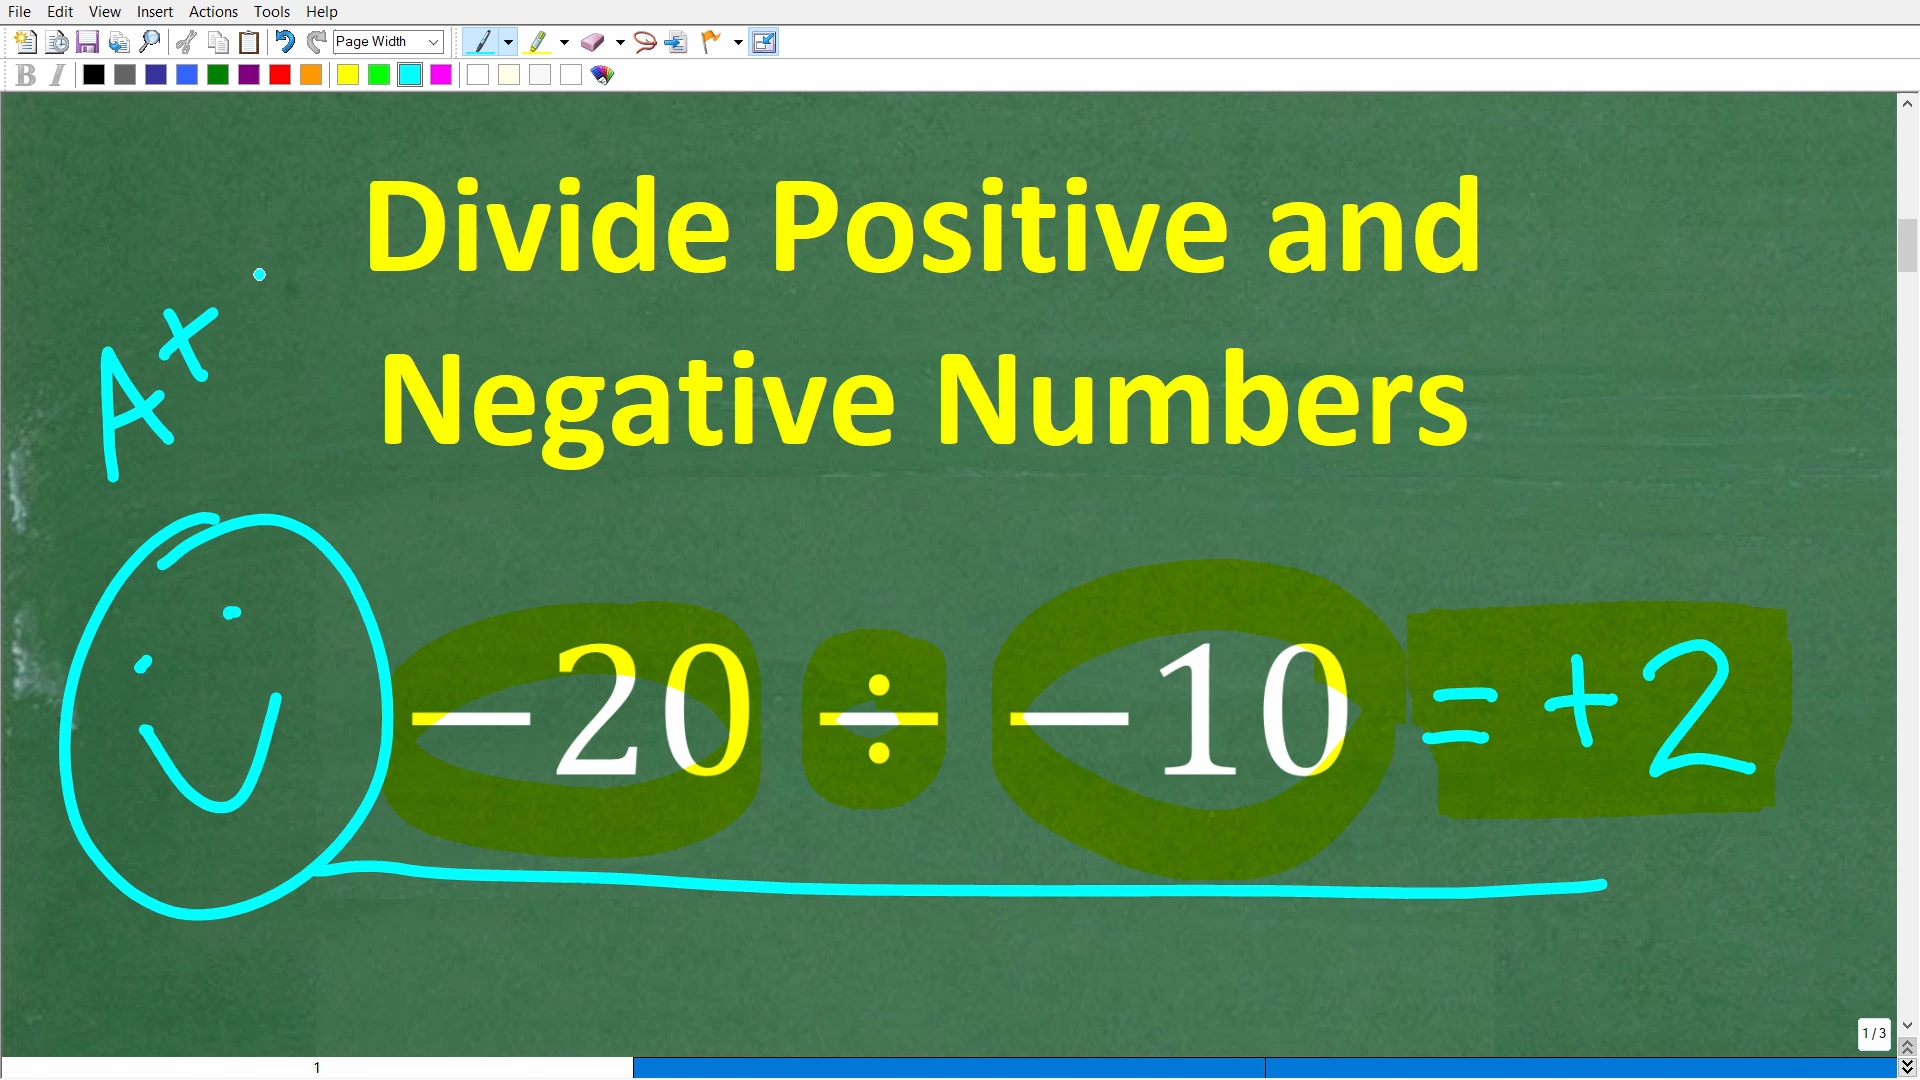 File Edit View Insert Actions Tools Help
Page Width
B I
Divide Positive and
Negative Numbers
A+
−20 ÷ −10 = +2
1 / 3
1